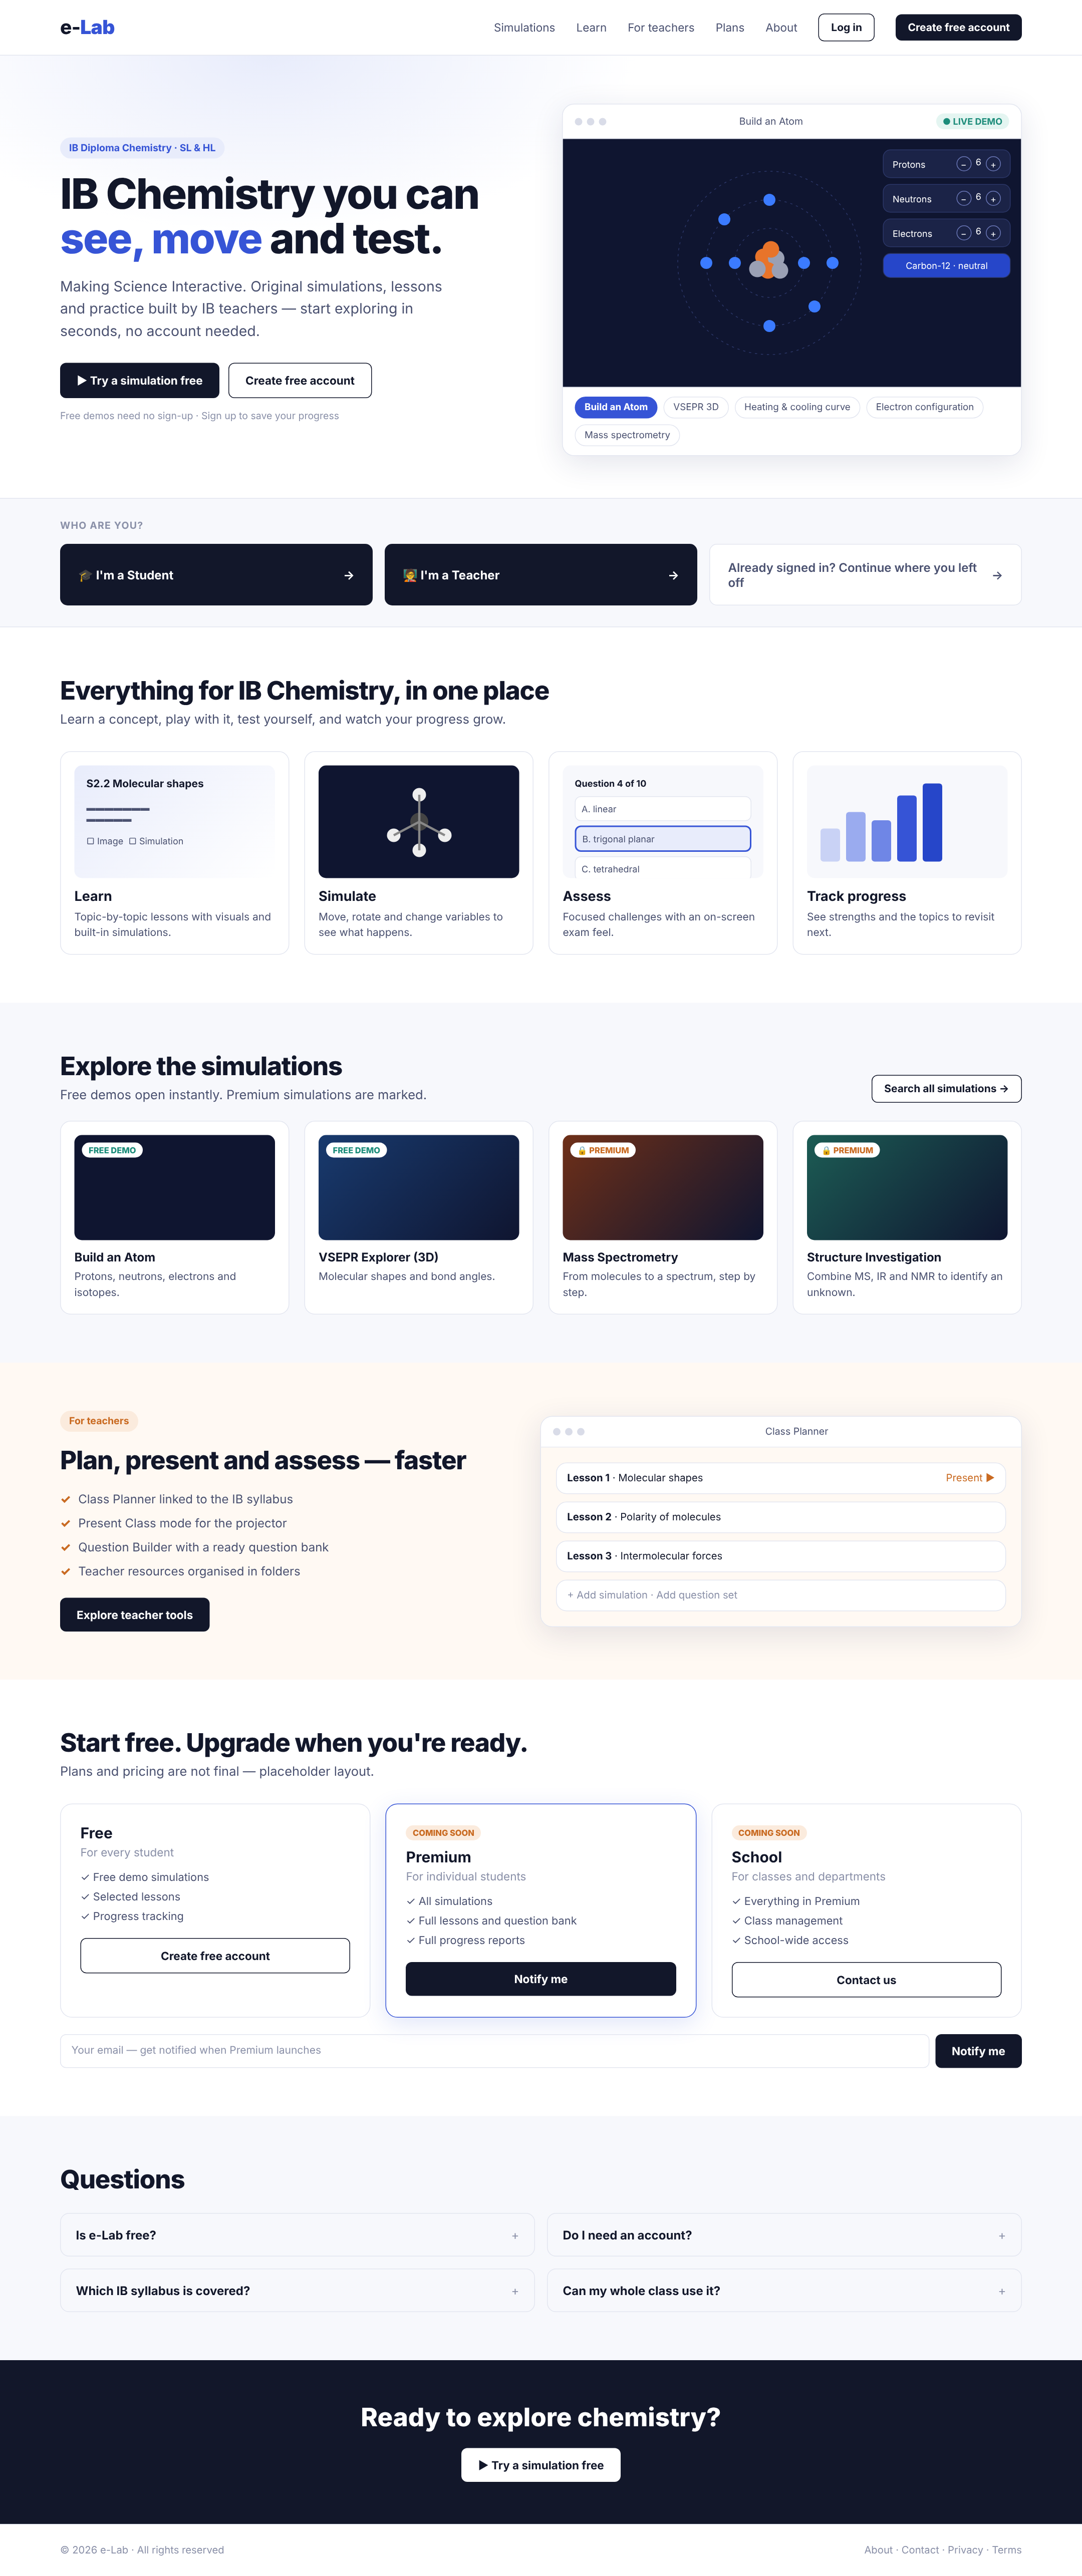 e-Lab
Simulations Learn For teachers Plans About Log in Create free account
IB Diploma Chemistry · SL & HL
IB Chemistry you can
see, move and test.
Making Science Interactive. Original simulations, lessons
and practice built by IB teachers — start exploring in
seconds, no account needed.
▶ Try a simulation free
Create free account
Free demos need no sign-up · Sign up to save your progress
Build an Atom
● LIVE DEMO
Protons − 6 +
Neutrons − 6 +
Electrons − 6 +
Carbon-12 · neutral
Build an Atom VSEPR 3D Heating & cooling curve Electron configuration
Mass spectrometry
WHO ARE YOU?
🎓 I'm a Student →
🧑‍🏫 I'm a Teacher →
Already signed in? Continue where you left
off →
Everything for IB Chemistry, in one place
Learn a concept, play with it, test yourself, and watch your progress grow.
S2.2 Molecular shapes
☐ Image ☐ Simulation
Learn
Topic-by-topic lessons with visuals and
built-in simulations.
Simulate
Move, rotate and change variables to
see what happens.
Question 4 of 10
A. linear
B. trigonal planar
C. tetrahedral
Assess
Focused challenges with an on-screen
exam feel.
Track progress
See strengths and the topics to revisit
next.
Explore the simulations
Free demos open instantly. Premium simulations are marked.
Search all simulations →
FREE DEMO
Build an Atom
Protons, neutrons, electrons and
isotopes.
FREE DEMO
VSEPR Explorer (3D)
Molecular shapes and bond angles.
🔒 PREMIUM
Mass Spectrometry
From molecules to a spectrum, step by
step.
🔒 PREMIUM
Structure Investigation
Combine MS, IR and NMR to identify an
unknown.
For teachers
Plan, present and assess — faster
✓ Class Planner linked to the IB syllabus
✓ Present Class mode for the projector
✓ Question Builder with a ready question bank
✓ Teacher resources organised in folders
Explore teacher tools
Class Planner
Lesson 1 · Molecular shapes Present ▶
Lesson 2 · Polarity of molecules
Lesson 3 · Intermolecular forces
+ Add simulation · Add question set
Start free. Upgrade when you're ready.
Plans and pricing are not final — placeholder layout.
Free
For every student
✓ Free demo simulations
✓ Selected lessons
✓ Progress tracking
Create free account
COMING SOON
Premium
For individual students
✓ All simulations
✓ Full lessons and question bank
✓ Full progress reports
Notify me
COMING SOON
School
For classes and departments
✓ Everything in Premium
✓ Class management
✓ School-wide access
Contact us
Your email — get notified when Premium launches
Notify me
Questions
Is e-Lab free? +
Do I need an account? +
Which IB syllabus is covered? +
Can my whole class use it? +
Ready to explore chemistry?
▶ Try a simulation free
© 2026 e-Lab · All rights reserved
About · Contact · Privacy · Terms